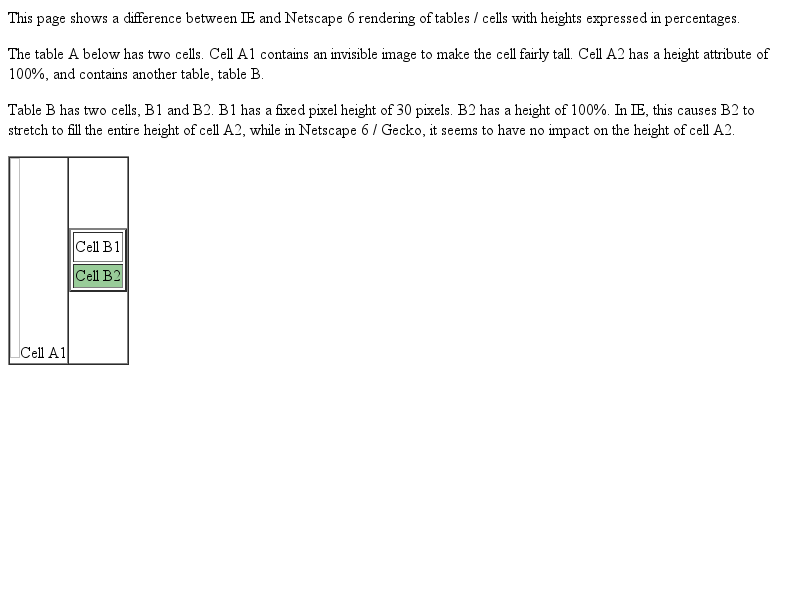 This page shows a difference between IE and Netscape 6 rendering of tables / cells with heights expressed in percentages.
The table A below has two cells. Cell A1 contains an invisible image to make the cell fairly tall. Cell A2 has a height attribute of
100%, and contains another table, table B.
Table B has two cells, B1 and B2. B1 has a fixed pixel height of 30 pixels. B2 has a height of 100%. In IE, this causes B2 to
stretch to fill the entire height of cell A2, while in Netscape 6 / Gecko, it seems to have no impact on the height of cell A2.
Cell B1
Cell B2
Cell A1